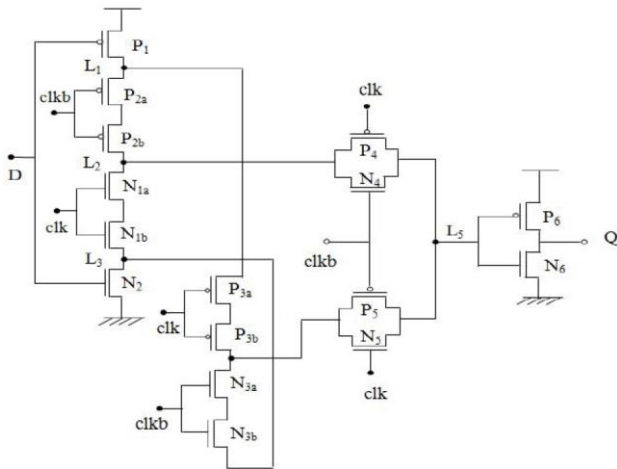 P1
L1
clkb
P2a
P2b
clk
P4
N4
L2
D
N1a
clk
N1b
L3
N2
clkb
L5
P6
Q
N6
P3a
clk
P3b
P5
N5
N3a
clk
clkb
N3b